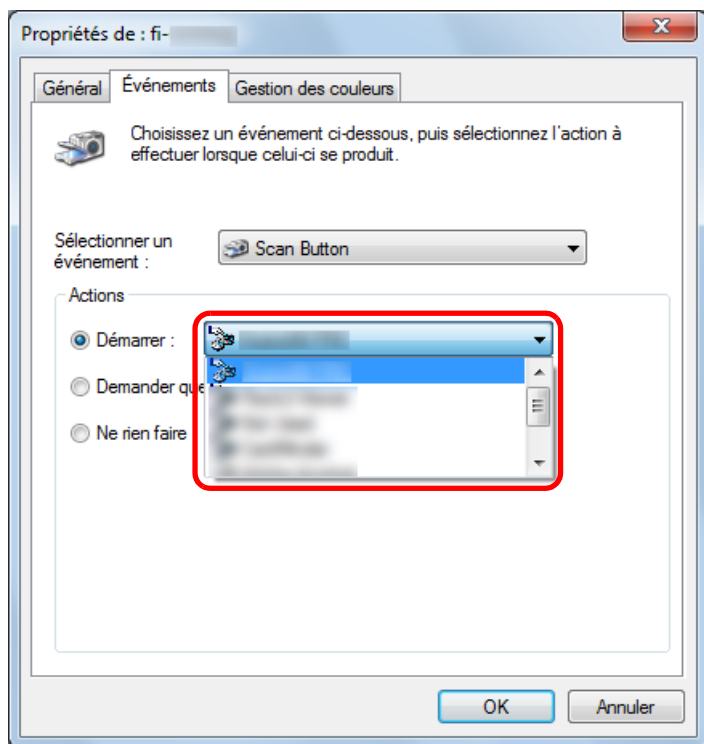 Propriétés de : fi-
Général Événements Gestion des couleurs
Choisissez un événement ci-dessous, puis sélectionnez l'action à
effectuer lorsque celui-ci se produit.
Sélectionner un
événement :
Scan Button
Actions
Démarrer :
Demander que
Ne rien faire
OK Annuler